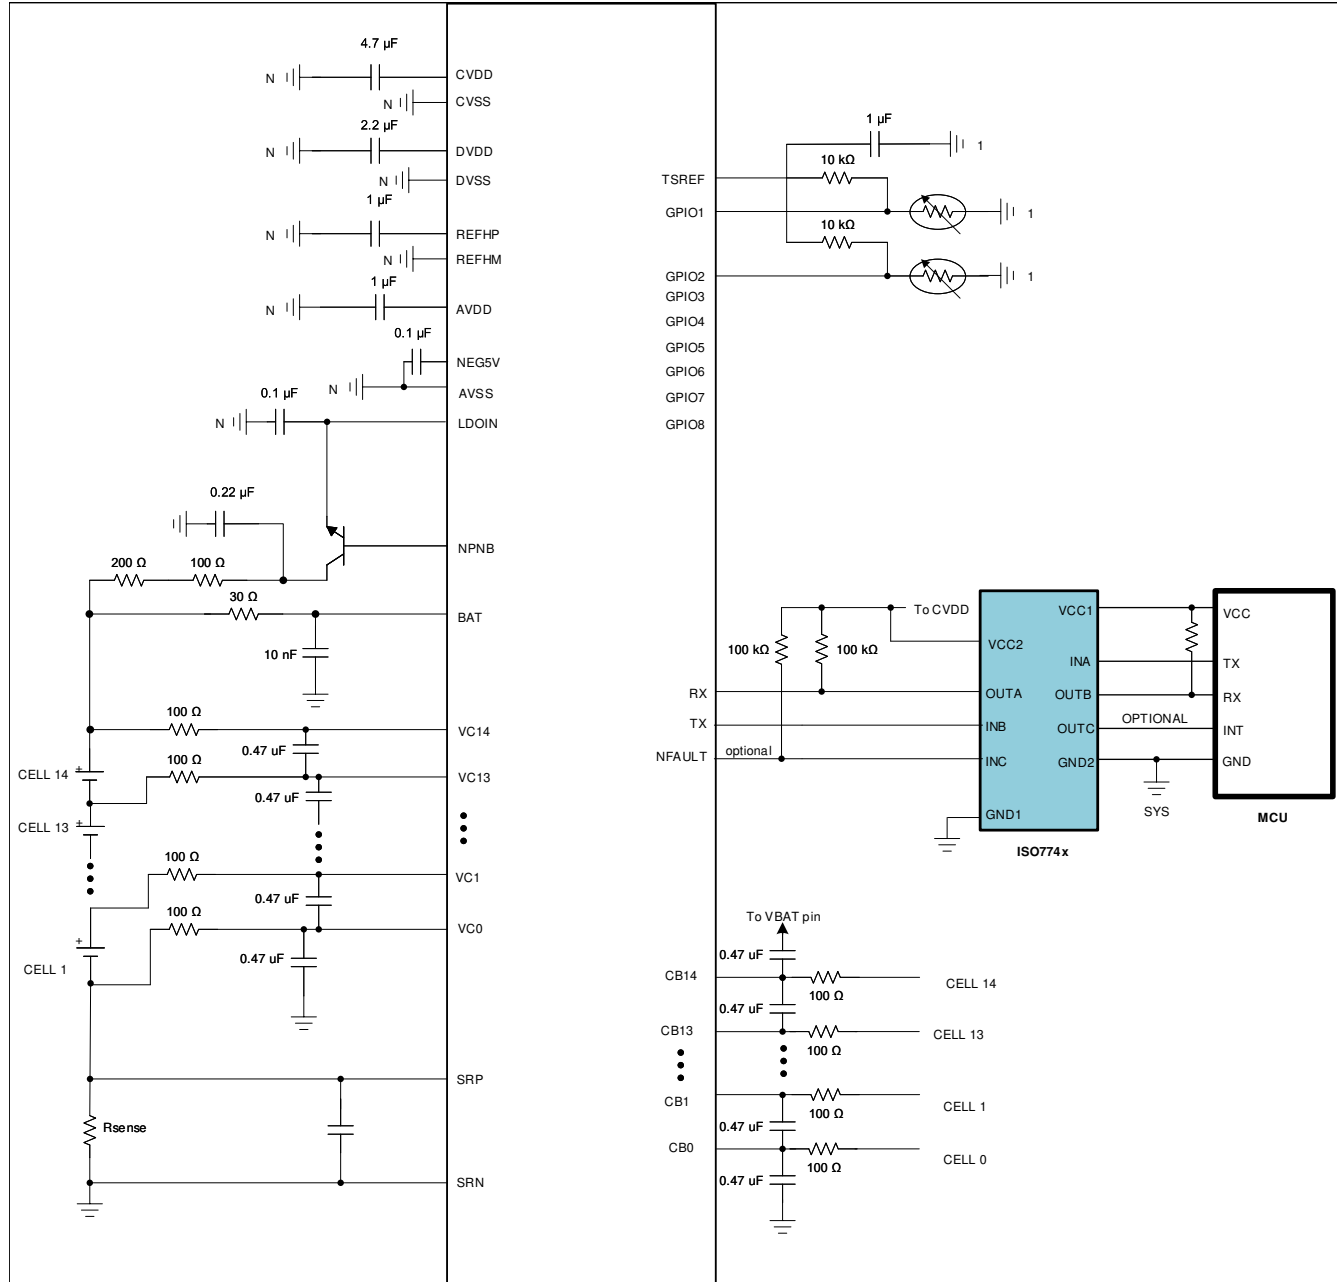 4.7 µF
N
CVDD
N
CVSS
2.2 µF
N
DVDD
N
DVSS
1 µF
N
REFHP
N
REFHM
1 µF
N
AVDD
0.1 µF
NEG5V
N
AVSS
0.1 µF
N
LDOIN
0.22 µF
NPNB
200 Ω
100 Ω
30 Ω
BAT
10 nF
100 Ω
VC14
0.47 uF
CELL 14
100 Ω
VC13
0.47 uF
CELL 13
100 Ω
VC1
0.47 uF
100 Ω
VC0
0.47 uF
CELL 1
SRP
Rsense
SRN
1 µF
1
TSREF
10 kΩ
GPIO1
1
10 kΩ
GPIO2
1
GPIO3
GPIO4
GPIO5
GPIO6
GPIO7
GPIO8
To CVDD
100 kΩ
100 kΩ
RX
TX
NFAULT
optional
VCC1
VCC2
INA
OUTA
OUTB
INB
OUTC
INC
GND2
GND1
ISO774x
OPTIONAL
SYS
VCC
TX
RX
INT
GND
MCU
To VBAT pin
0.47 uF
CB14
100 Ω
CELL 14
0.47 uF
CB13
100 Ω
CELL 13
CB1
100 Ω
CELL 1
0.47 uF
CB0
100 Ω
CELL 0
0.47 uF